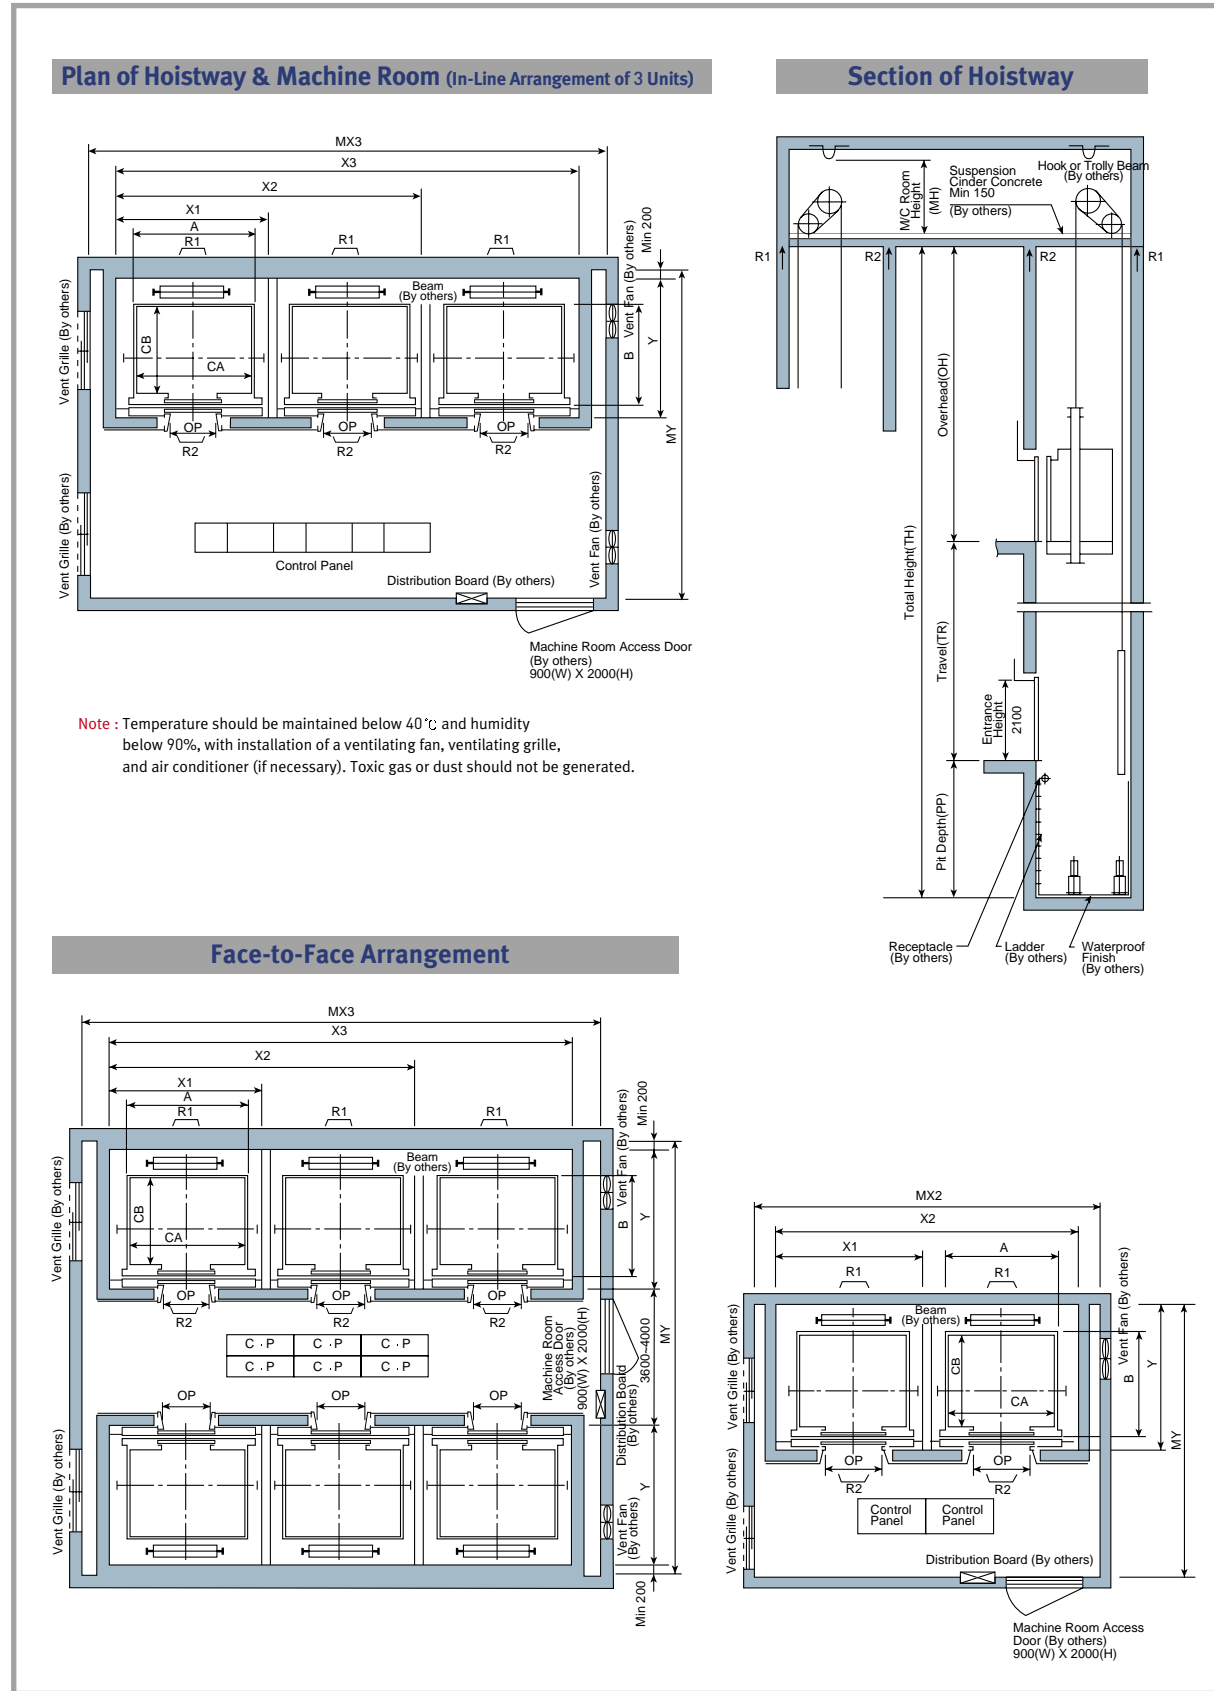 Plan of Hoistway & Machine Room (In-Line Arrangement of 3 Units)
MX3
X3
X2
X1
A
R1
R1
R1
Min 200
Vent Fan (By others)
Beam
(By others)
Vent Grille (By others)
CB
CA
B
Y
MY
OP
OP
OP
R2
R2
R2
Vent Grille (By others)
Vent Fan (By others)
Control Panel
Distribution Board (By others)
Machine Room Access Door
(By others)
900(W) X 2000(H)
Note : Temperature should be maintained below 40℃ and humidity
below 90%, with installation of a ventilating fan, ventilating grille,
and air conditioner (if necessary). Toxic gas or dust should not be generated.
Section of Hoistway
M/C Room
Height
(MH)
Suspension
Cinder Concrete
Min 150
(By others)
Hook or Trolly Beam
(By others)
R1
R2
R2
R1
Overhead(OH)
Total Height(TH)
Travel(TR)
Entrance
Height
2100
Pit Depth(PP)
Receptacle
(By others)
Ladder
(By others)
Waterproof
Finish
(By others)
Face-to-Face Arrangement
MX3
X3
X2
X1
A
R1
R1
R1
Min 200
Vent Fan (By others)
Beam
(By others)
Vent Grille (By others)
CB
CA
B
Y
OP
OP
OP
R2
R2
R2
C . P
C . P
C . P
C . P
C . P
C . P
Machine Room
Access Door
(By others)
900(W) X 2000(H)
3600~4000
MY
Distribution Board
(By others)
OP
OP
OP
Vent Grille (By others)
Y
Vent Fan
(By others)
Min 200
MX2
X2
X1
A
R1
R1
Beam
(By others)
Vent Fan (By others)
Vent Grille (By others)
CB
CA
B
Y
MY
OP
OP
R2
R2
Vent Grille (By others)
Control
Panel
Control
Panel
Distribution Board (By others)
Machine Room Access
Door (By others)
900(W) X 2000(H)